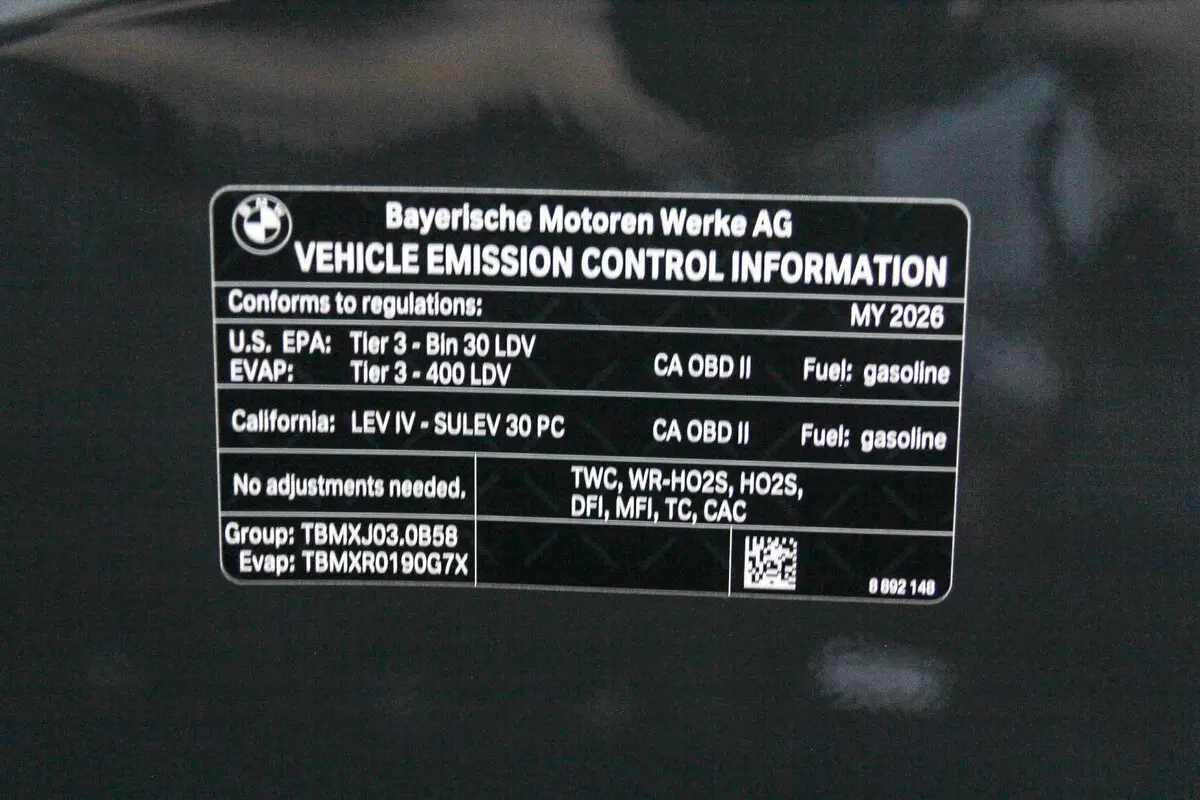 BMW
Bayerische Motoren Werke AG
VEHICLE EMISSION CONTROL INFORMATION
Conforms to regulations: MY 2026
U.S. EPA: Tier 3 - Bin 30 LDV CA OBD II Fuel: gasoline
EVAP: Tier 3 - 400 LDV
California: LEV IV - SULEV 30 PC CA OBD II Fuel: gasoline
No adjustments needed. TWC, WR-HO2S, HO2S,
DFI, MFI, TC, CAC
Group: TBMXJ03.0B58
Evap: TBMXR0190G7X
8 892 148